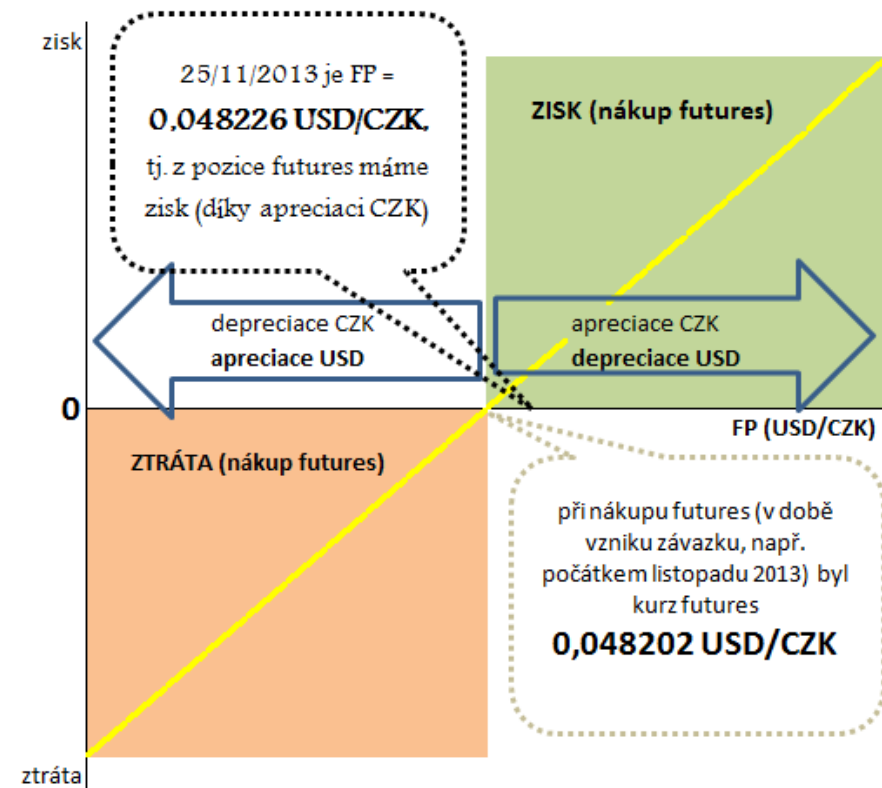 zisk
25/11/2013 je FP =
0,048226 USD/CZK,
tj. z pozice futures máme
zisk (díky apreciaci CZK)
ZISK (nákup futures)
depreciace CZK
apreciace USD
apreciace CZK
depreciace USD
0
FP (USD/CZK)
ZTRÁTA (nákup futures)
při nákupu futures (v době
vzniku závazku, např.
počátkem listopadu 2013) byl
kurz futures
0,048202 USD/CZK
ztráta